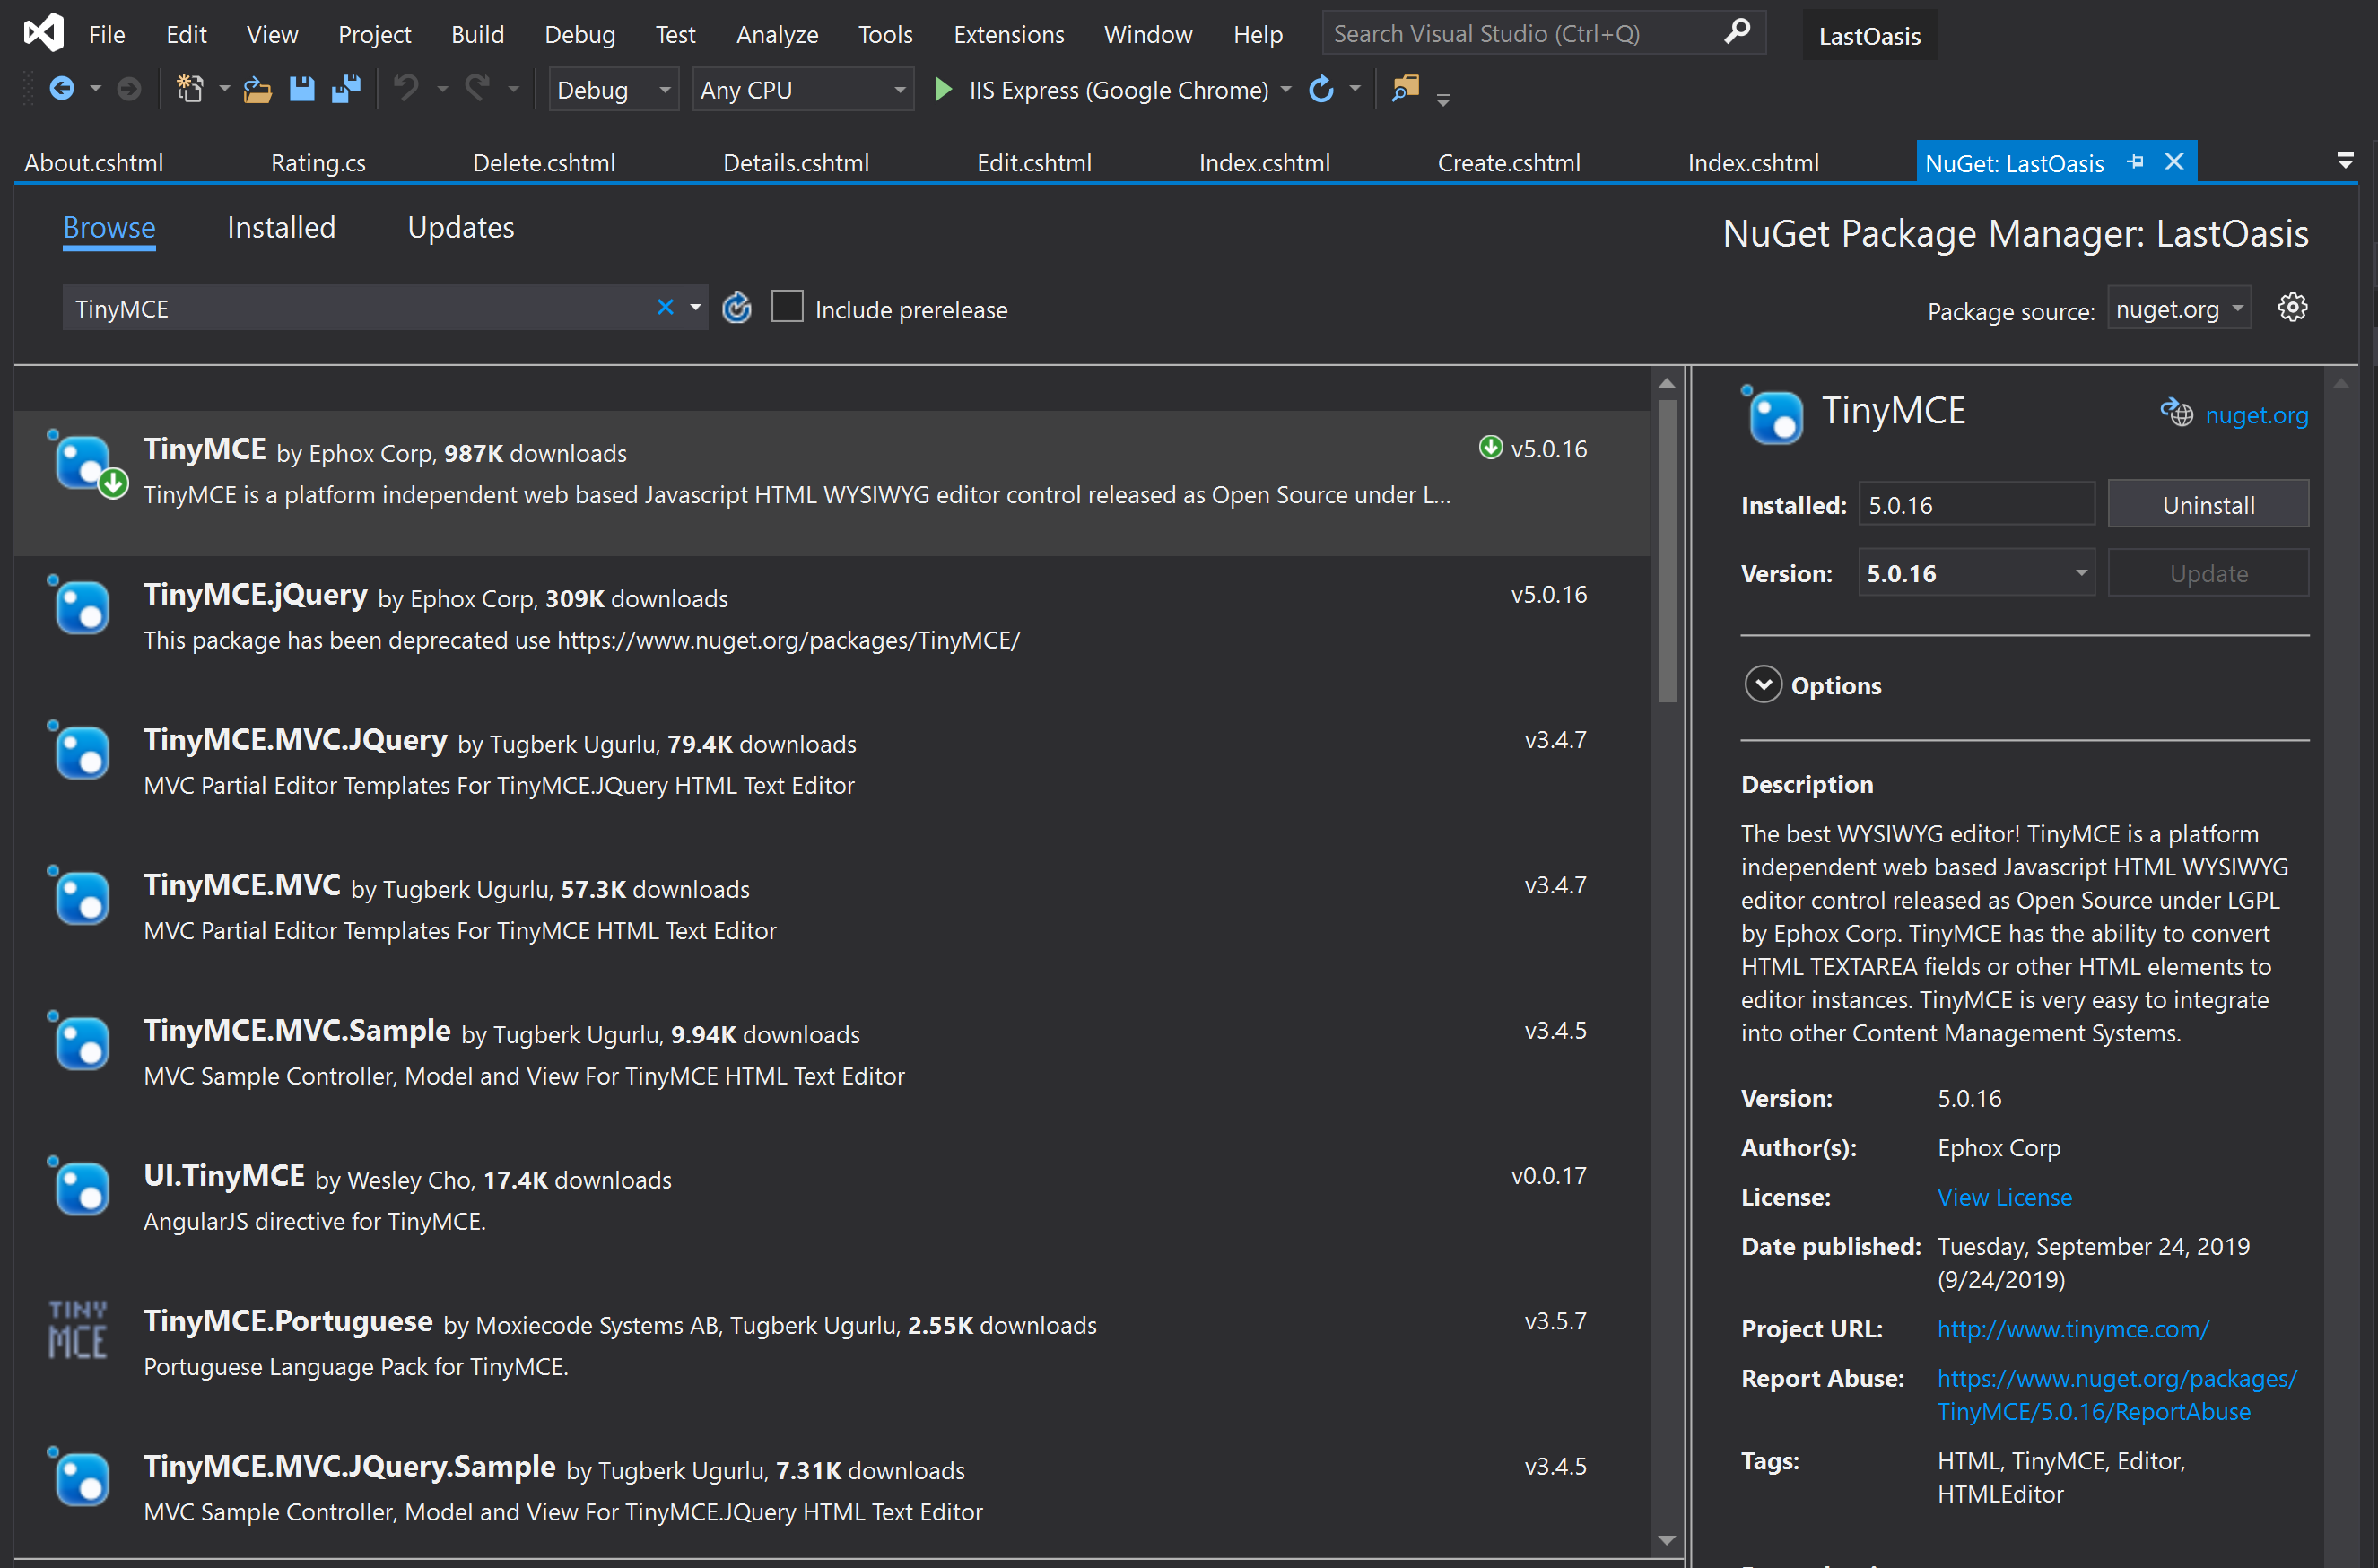 File Edit View Project Build Debug Test Analyze Tools Extensions Window Help Search Visual Studio (Ctrl+Q) LastOasis
Debug Any CPU IIS Express (Google Chrome)
About.cshtml Rating.cs Delete.cshtml Details.cshtml Edit.cshtml Index.cshtml Create.cshtml Index.cshtml NuGet: LastOasis
Browse Installed Updates
NuGet Package Manager: LastOasis
TinyMCE Include prerelease
Package source: nuget.org
TinyMCE by Ephox Corp, 987K downloads v5.0.16
TinyMCE is a platform independent web based Javascript HTML WYSIWYG editor control released as Open Source under L...
TinyMCE.jQuery by Ephox Corp, 309K downloads v5.0.16
This package has been deprecated use https://www.nuget.org/packages/TinyMCE/
TinyMCE.MVC.JQuery by Tugberk Ugurlu, 79.4K downloads v3.4.7
MVC Partial Editor Templates For TinyMCE.JQuery HTML Text Editor
TinyMCE.MVC by Tugberk Ugurlu, 57.3K downloads v3.4.7
MVC Partial Editor Templates For TinyMCE HTML Text Editor
TinyMCE.MVC.Sample by Tugberk Ugurlu, 9.94K downloads v3.4.5
MVC Sample Controller, Model and View For TinyMCE HTML Text Editor
UI.TinyMCE by Wesley Cho, 17.4K downloads v0.0.17
AngularJS directive for TinyMCE.
TINY
MCE
TinyMCE.Portuguese by Moxiecode Systems AB, Tugberk Ugurlu, 2.55K downloads v3.5.7
Portuguese Language Pack for TinyMCE.
TinyMCE.MVC.JQuery.Sample by Tugberk Ugurlu, 7.31K downloads v3.4.5
MVC Sample Controller, Model and View For TinyMCE.JQuery HTML Text Editor
TinyMCE nuget.org
Installed: 5.0.16 Uninstall
Version: 5.0.16 Update
Options
Description
The best WYSIWYG editor! TinyMCE is a platform
independent web based Javascript HTML WYSIWYG
editor control released as Open Source under LGPL
by Ephox Corp. TinyMCE has the ability to convert
HTML TEXTAREA fields or other HTML elements to
editor instances. TinyMCE is very easy to integrate
into other Content Management Systems.
Version: 5.0.16
Author(s): Ephox Corp
License: View License
Date published: Tuesday, September 24, 2019
(9/24/2019)
Project URL: http://www.tinymce.com/
Report Abuse: https://www.nuget.org/packages/
TinyMCE/5.0.16/ReportAbuse
Tags: HTML, TinyMCE, Editor,
HTMLEditor